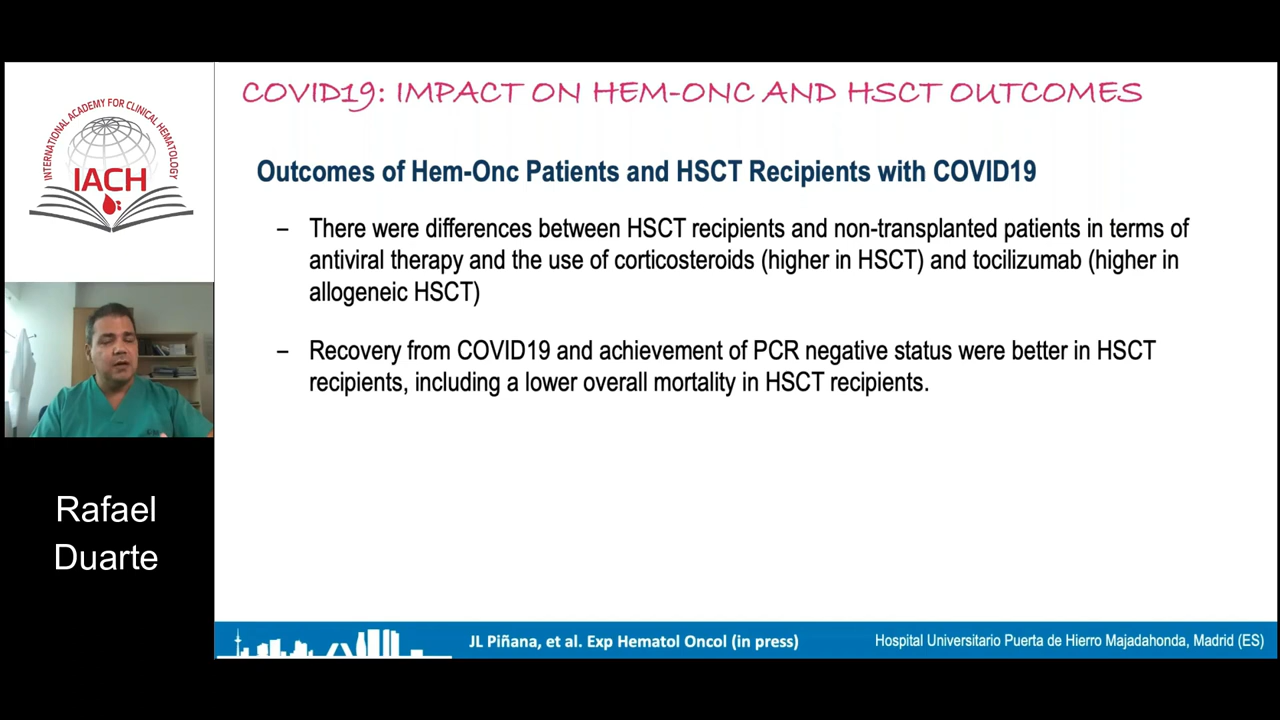 COVID19: IMPACT ON HEM-ONC AND HSCT OUTCOMES
INTERNATIONAL ACADEMY FOR CLINICAL HEMATOLOGY
IACH
Outcomes of Hem-Onc Patients and HSCT Recipients with COVID19
– There were differences between HSCT recipients and non-transplanted patients in terms of
antiviral therapy and the use of corticosteroids (higher in HSCT) and tocilizumab (higher in
allogeneic HSCT)
– Recovery from COVID19 and achievement of PCR negative status were better in HSCT
recipients, including a lower overall mortality in HSCT recipients.
Rafael
Duarte
JL Piñana, et al. Exp Hematol Oncol (in press)
Hospital Universitario Puerta de Hierro Majadahonda, Madrid (ES)